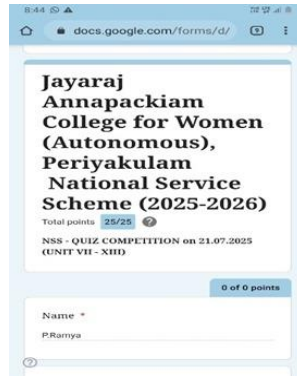 8:44
docs.google.com/forms/d/
9
Jayaraj
Annapackiam
College for Women
(Autonomous),
Periyakulam
National Service
Scheme (2025-2026)
Total points 25/25
NSS - QUIZ COMPETITION on 21.07.2025
(UNIT VII - XIII)
0 of 0 points
Name *
P.Ramya